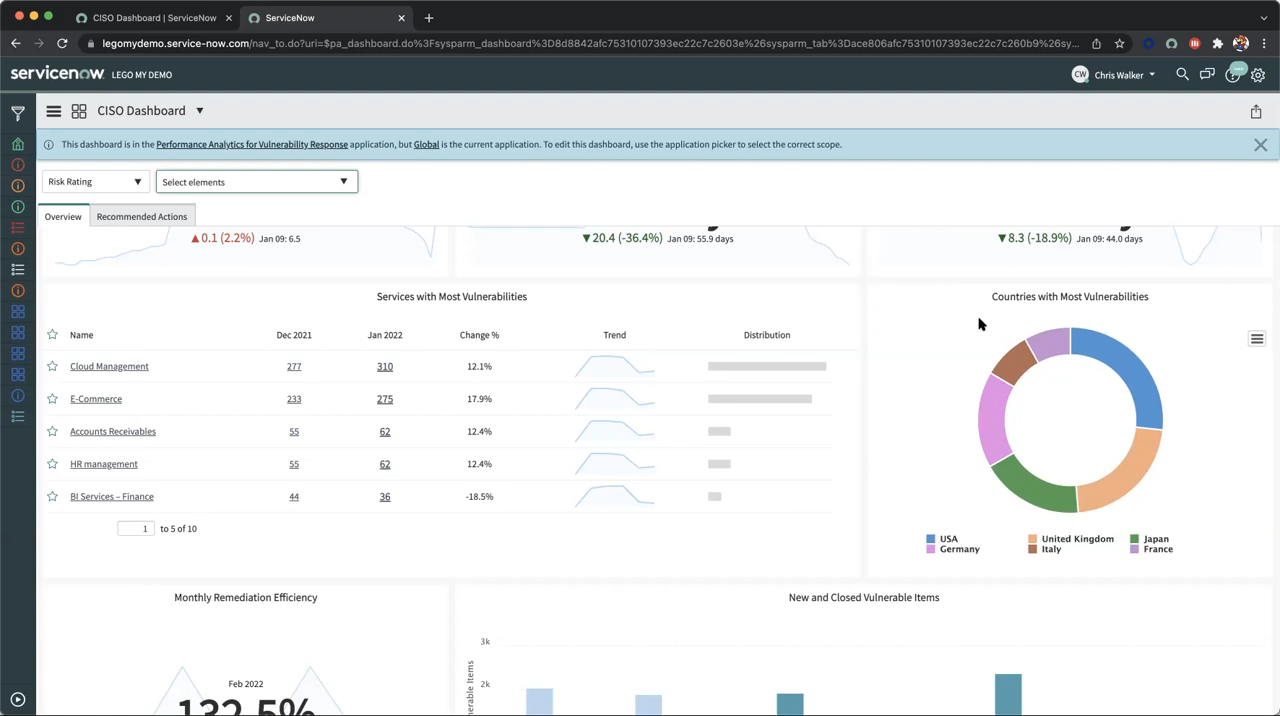 CISO Dashboard | ServiceNow
ServiceNow
legomydemo.service-now.com/nav_to.do?uri=$pa_dashboard.do%3Fsysparm_dashboard%3D8d8842afc75310107393ec22c7c2603e%26sysparm_tab%3Dace806afc75310107393ec22c7c260b9%26sy...
servicenow LEGO MY DEMO
CW Chris Walker
CISO Dashboard
This dashboard is in the Performance Analytics for Vulnerability Response application, but Global is the current application. To edit this dashboard, use the application picker to select the correct scope.
Risk Rating Select elements
Overview Recommended Actions
▲0.1 (2.2%) Jan 09: 6.5
▼20.4 (-36.4%) Jan 09: 55.9 days
▼8.3 (-18.9%) Jan 09: 44.0 days
Services with Most Vulnerabilities
Name Dec 2021 Jan 2022 Change % Trend Distribution
Cloud Management 277 310 12.1%
E-Commerce 233 275 17.9%
Accounts Receivables 55 62 12.4%
HR management 55 62 12.4%
BI Services – Finance 44 36 -18.5%
1 to 5 of 10
Countries with Most Vulnerabilities
USA United Kingdom Japan
Germany Italy France
Monthly Remediation Efficiency
Feb 2022
132.5%
New and Closed Vulnerable Items
3k
2k